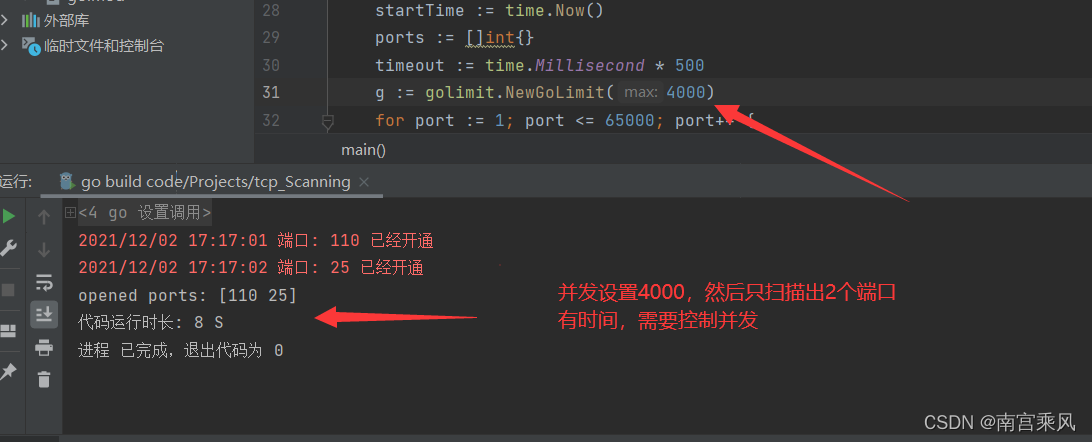 外部库
临时文件和控制台
28 startTime := time.Now()
29 ports := []int{}
30 timeout := time.Millisecond * 500
31 g := golimit.NewGoLimit( max: 4000)
32 for port := 1; port <= 65000; port++ {
main()
运行: go build code/Projects/tcp_Scanning ×
<4 go 设置调用>
2021/12/02 17:17:01 端口: 110 已经开通
2021/12/02 17:17:02 端口: 25 已经开通
opened ports: [110 25]
代码运行时长: 8 S
进程 已完成，退出代码为 0
并发设置4000，然后只扫描出2个端口
有时间，需要控制并发
CSDN @南宫乘风